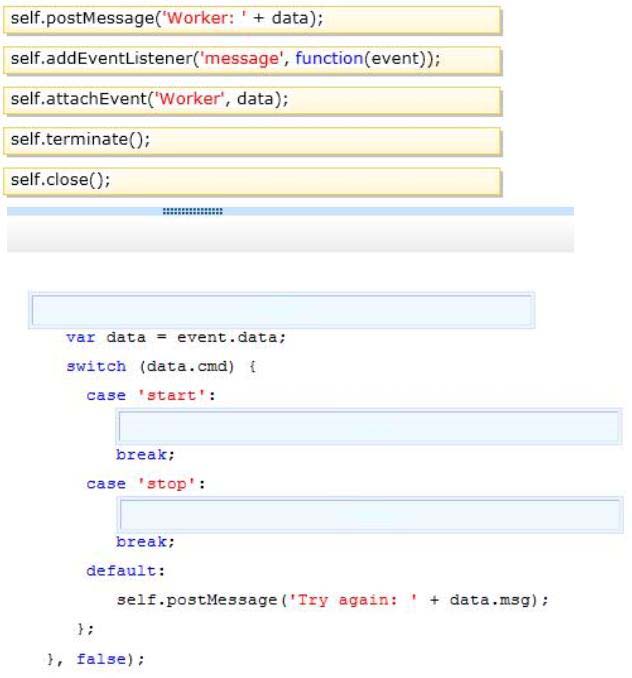 self.postMessage('Worker: ' + data);
self.addEventListener('message', function(event));
self.attachEvent('Worker', data);
self.terminate();
self.close();
var data = event.data;
switch (data.cmd) {
case 'start':
break;
case 'stop':
break;
default:
self.postMessage('Try again: ' + data.msg);
};
}, false);